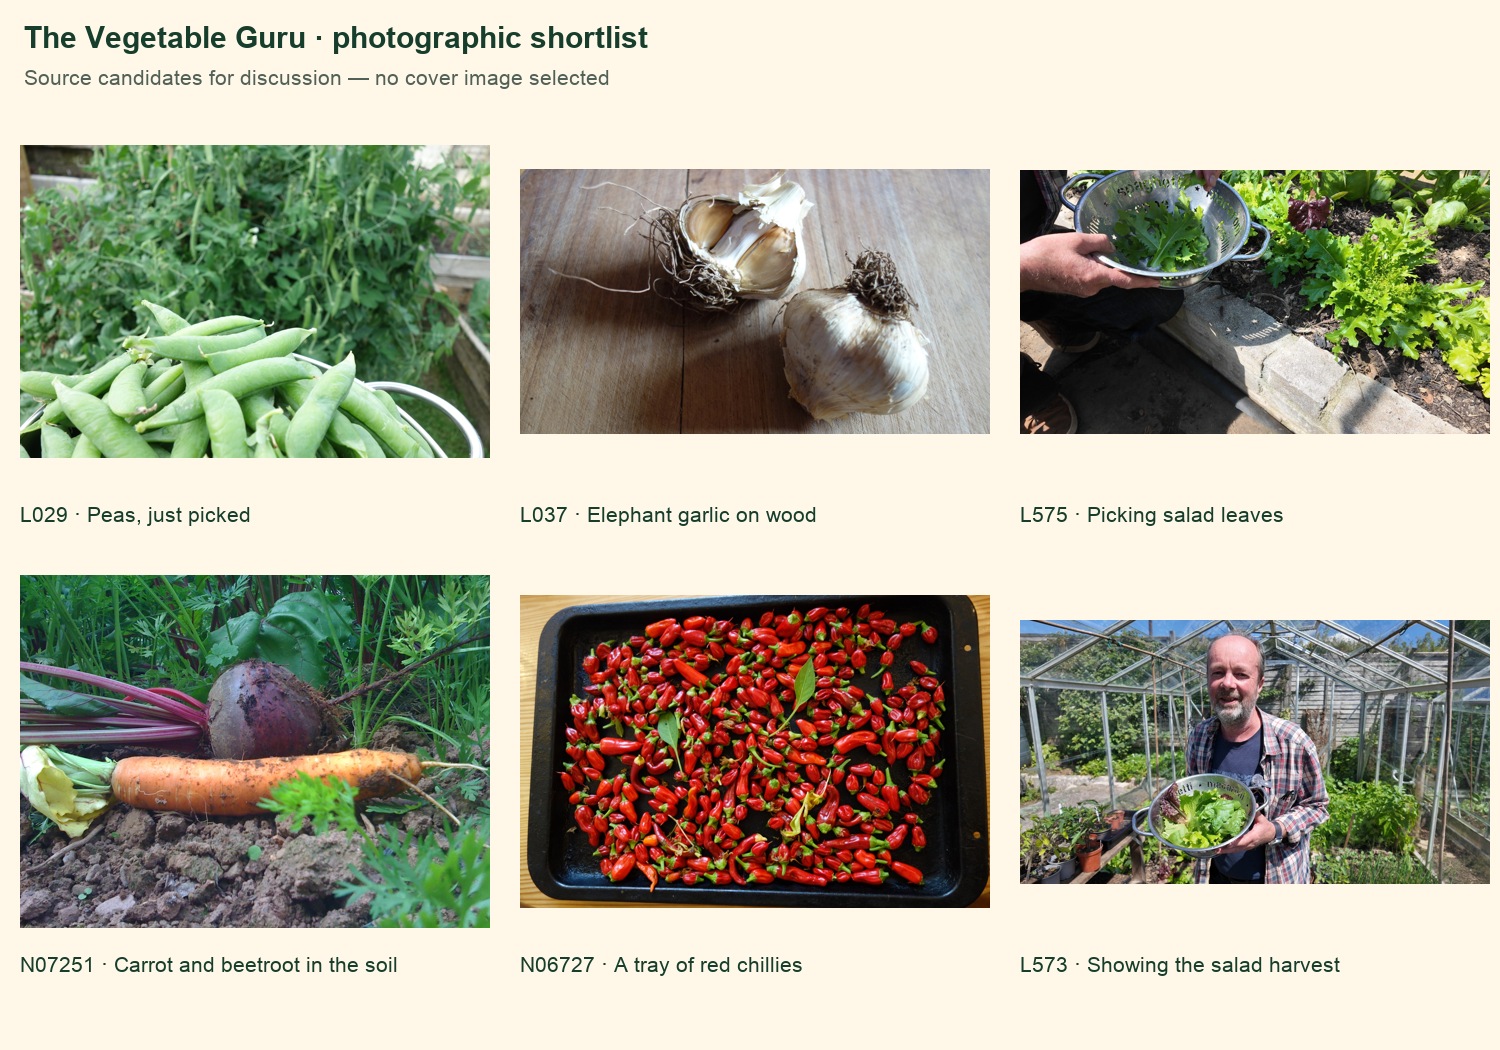 The Vegetable Guru · photographic shortlist
Source candidates for discussion — no cover image selected
L029 · Peas, just picked
L037 · Elephant garlic on wood
L575 · Picking salad leaves
N07251 · Carrot and beetroot in the soil
N06727 · A tray of red chillies
L573 · Showing the salad harvest